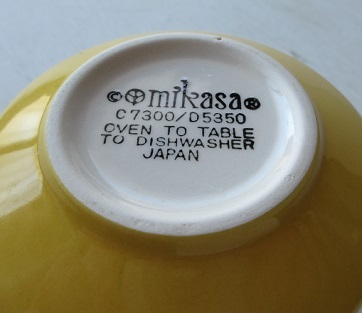 © mikasa®
C7300/D5350
OVEN TO TABLE
TO DISHWASHER
JAPAN